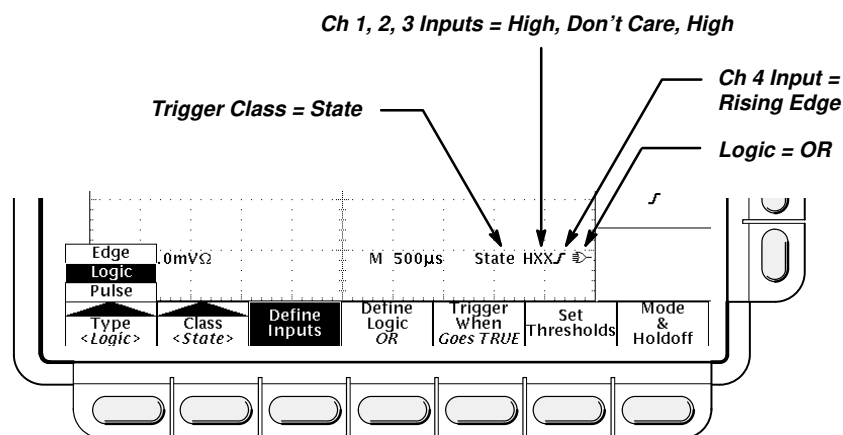 Ch 1, 2, 3 Inputs = High, Don't Care, High
Ch 4 Input =
Rising Edge
Trigger Class = State
Logic = OR
Edge
Logic
Pulse
.0mVΩ
M 500µs
State HXX
Type
<Logic>
Class
<State>
Define
Inputs
Define
Logic
OR
Trigger
When
Goes TRUE
Set
Thresholds
Mode
&
Holdoff